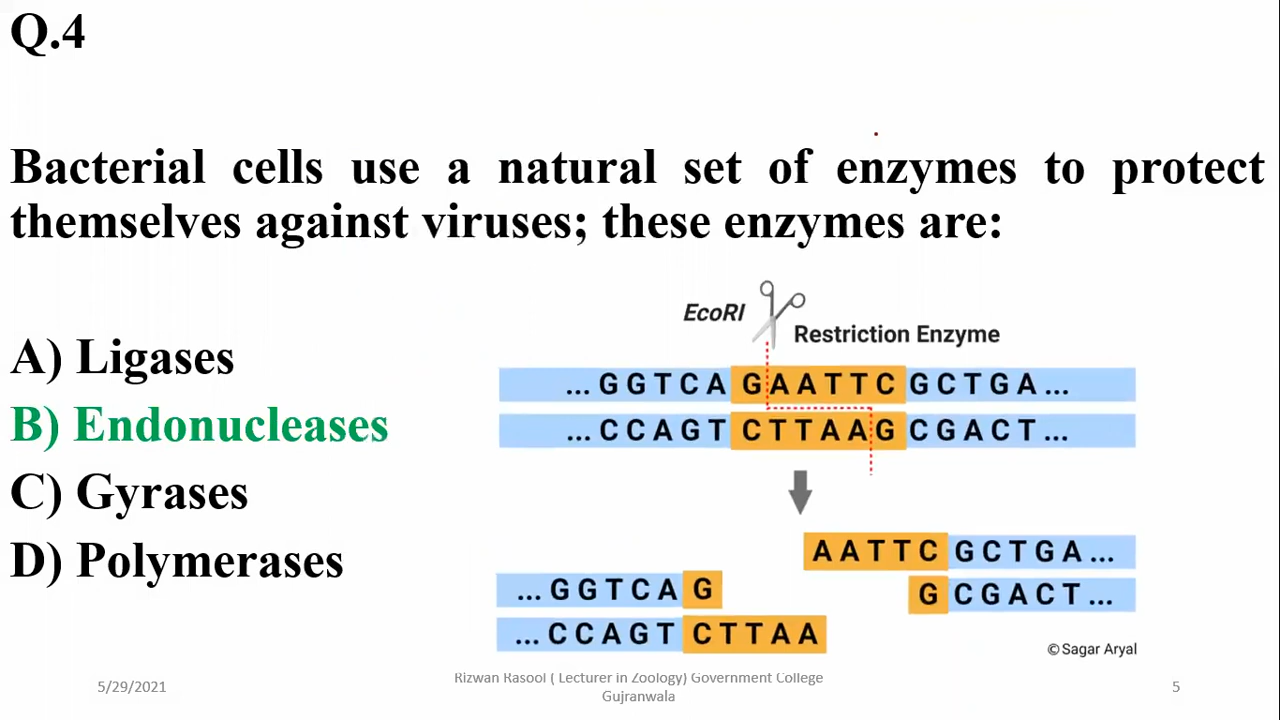 Q.4
Bacterial cells use a natural set of enzymes to protect
themselves against viruses; these enzymes are:
EcoRI
Restriction Enzyme
A) Ligases
B) Endonucleases
C) Gyrases
D) Polymerases
...GGTCAGAATTCGCTGA...
...CCAGTCTTAAGCGACT...
AATTCGCTGA...
GCGACT...
...GGTCAG
...CCAGTCTTAA
©Sagar Aryal
5/29/2021
Rizwan Rasool ( Lecturer in Zoology) Government College
Gujranwala
5